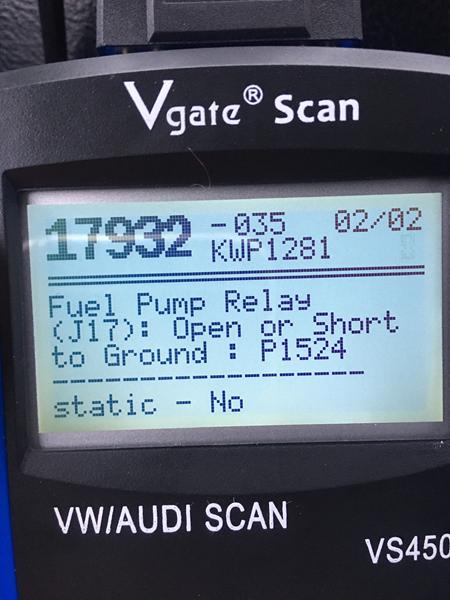 Vgate® Scan
17932 -035 02/02
KWP1281
Fuel Pump Relay
(J17): Open or Short
to Ground : P1524
static - No
VW/AUDI SCAN
VS450